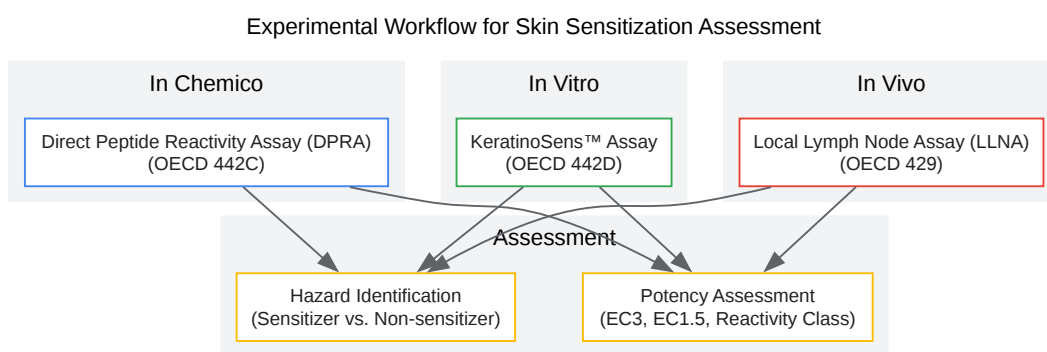 Experimental Workflow for Skin Sensitization Assessment
In Chemico
In Vitro
In Vivo
Direct Peptide Reactivity Assay (DPRA)
(OECD 442C)
KeratinoSens™ Assay
(OECD 442D)
Local Lymph Node Assay (LLNA)
(OECD 429)
Assessment
Hazard Identification
(Sensitizer vs. Non-sensitizer)
Potency Assessment
(EC3, EC1.5, Reactivity Class)